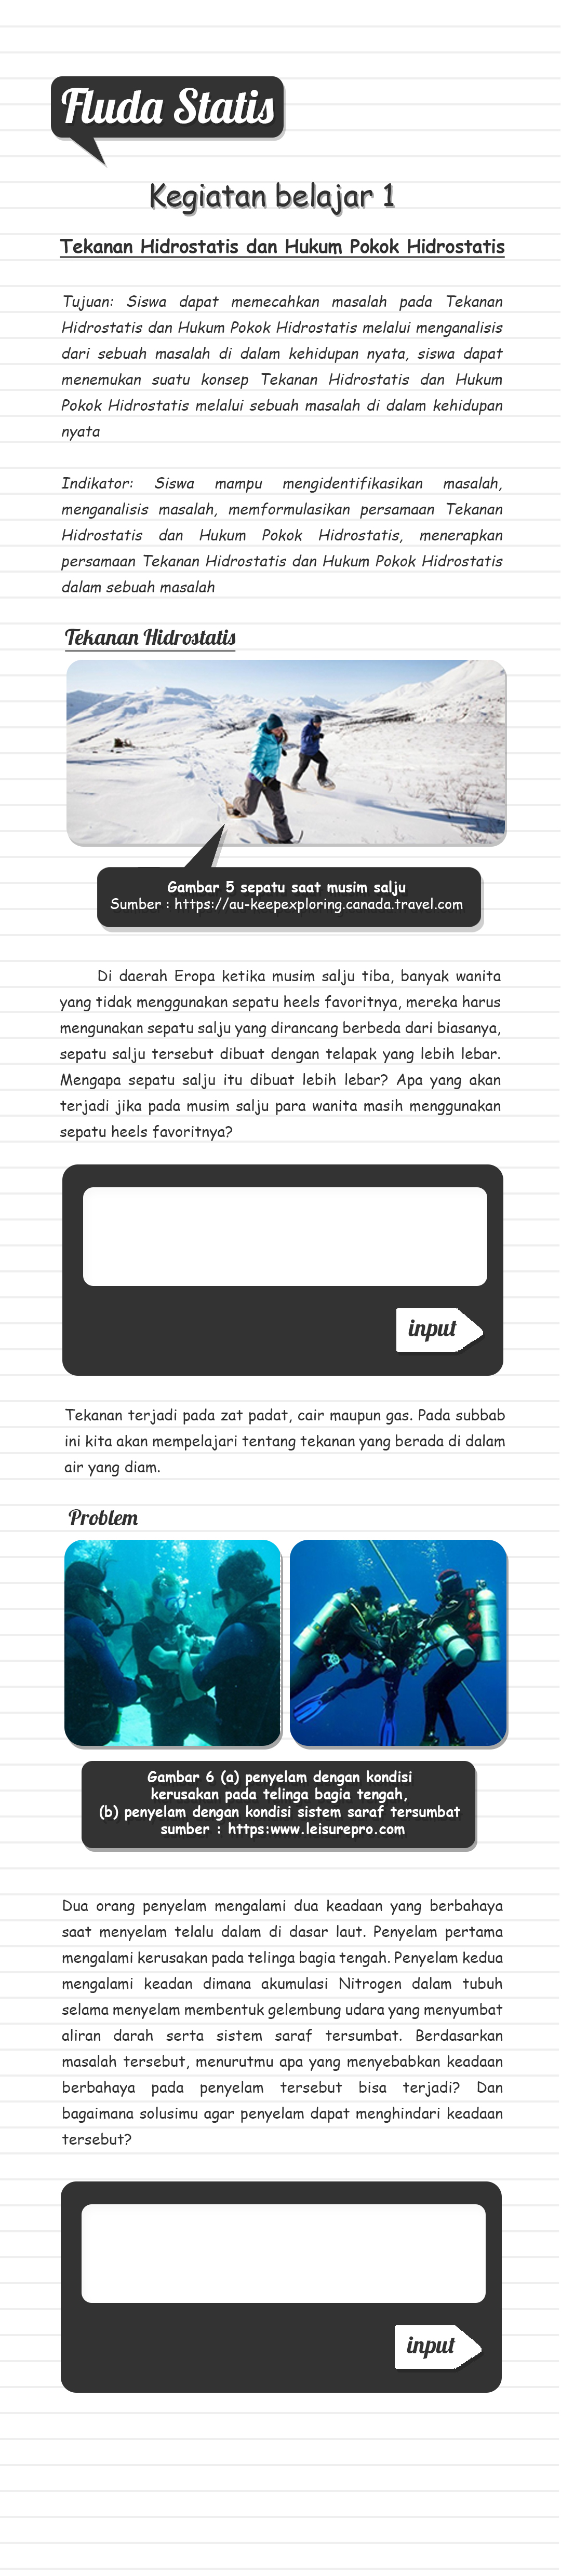 Fluda Statis
Kegiatan belajar 1
Tekanan Hidrostatis dan Hukum Pokok Hidrostatis
Tujuan: Siswa dapat memecahkan masalah pada Tekanan
Hidrostatis dan Hukum Pokok Hidrostatis melalui menganalisis
dari sebuah masalah di dalam kehidupan nyata, siswa dapat
menemukan suatu konsep Tekanan Hidrostatis dan Hukum
Pokok Hidrostatis melalui sebuah masalah di dalam kehidupan
nyata
Indikator: Siswa mampu mengidentifikasikan masalah,
menganalisis masalah, memformulasikan persamaan Tekanan
Hidrostatis dan Hukum Pokok Hidrostatis, menerapkan
persamaan Tekanan Hidrostatis dan Hukum Pokok Hidrostatis
dalam sebuah masalah
Tekanan Hidrostatis
Gambar 5 sepatu saat musim salju
Sumber : https://au-keepexploring.canada.travel.com
Di daerah Eropa ketika musim salju tiba, banyak wanita
yang tidak menggunakan sepatu heels favoritnya, mereka harus
mengunakan sepatu salju yang dirancang berbeda dari biasanya,
sepatu salju tersebut dibuat dengan telapak yang lebih lebar.
Mengapa sepatu salju itu dibuat lebih lebar? Apa yang akan
terjadi jika pada musim salju para wanita masih menggunakan
sepatu heels favoritnya?
input
Tekanan terjadi pada zat padat, cair maupun gas. Pada subbab
ini kita akan mempelajari tentang tekanan yang berada di dalam
air yang diam.
Problem
Gambar 6 (a) penyelam dengan kondisi
kerusakan pada telinga bagia tengah,
(b) penyelam dengan kondisi sistem saraf tersumbat
sumber : https:www.leisurepro.com
Dua orang penyelam mengalami dua keadaan yang berbahaya
saat menyelam telalu dalam di dasar laut. Penyelam pertama
mengalami kerusakan pada telinga bagia tengah. Penyelam kedua
mengalami keadan dimana akumulasi Nitrogen dalam tubuh
selama menyelam membentuk gelembung udara yang menyumbat
aliran darah serta sistem saraf tersumbat. Berdasarkan
masalah tersebut, menurutmu apa yang menyebabkan keadaan
berbahaya pada penyelam tersebut bisa terjadi? Dan
bagaimana solusimu agar penyelam dapat menghindari keadaan
tersebut?
input